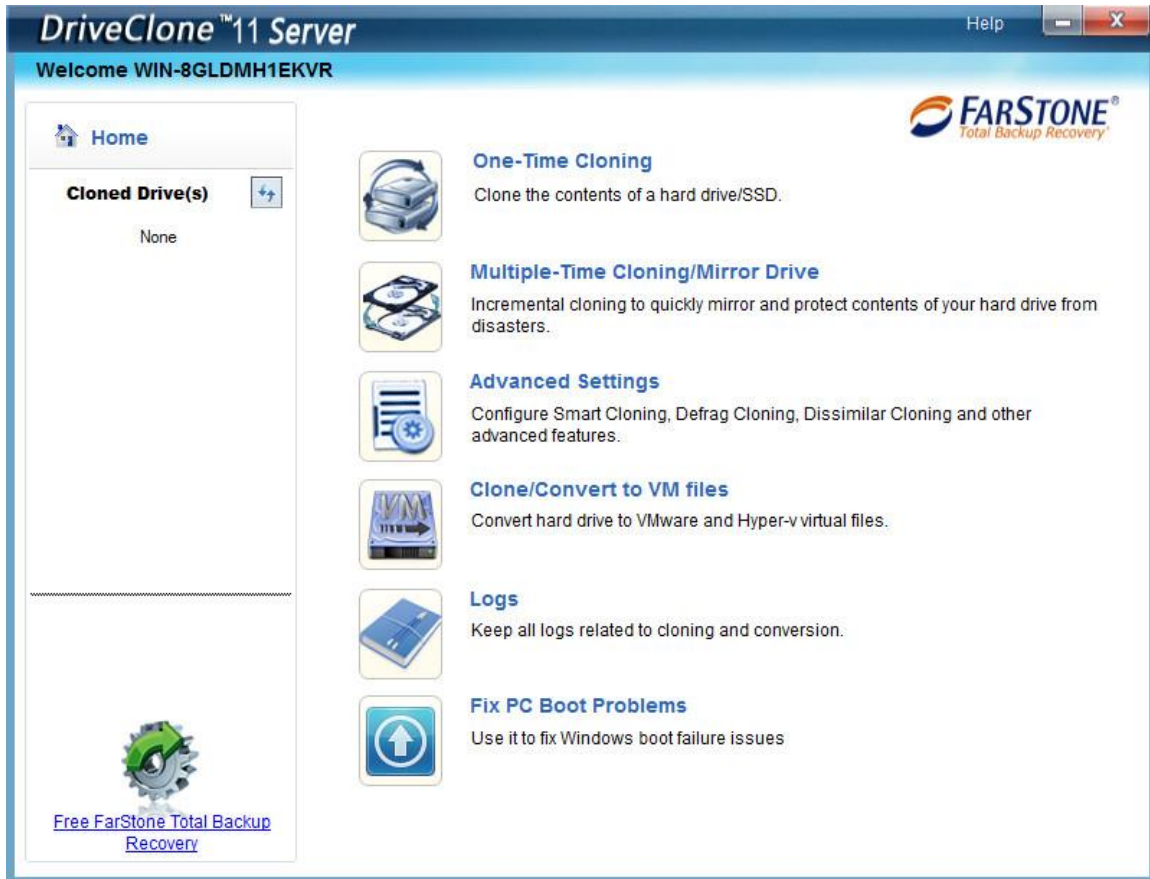 DriveClone™11 Server
Help
Welcome WIN-8GLDMH1EKVR
FARSTONE®
Total Backup Recovery
Home
Cloned Drive(s)
None
One-Time Cloning
Clone the contents of a hard drive/SSD.
Multiple-Time Cloning/Mirror Drive
Incremental cloning to quickly mirror and protect contents of your hard drive from
disasters.
Advanced Settings
Configure Smart Cloning, Defrag Cloning, Dissimilar Cloning and other
advanced features.
VM
Clone/Convert to VM files
Convert hard drive to VMware and Hyper-v virtual files.
Logs
Keep all logs related to cloning and conversion.
Fix PC Boot Problems
Use it to fix Windows boot failure issues
Free FarStone Total Backup
Recovery